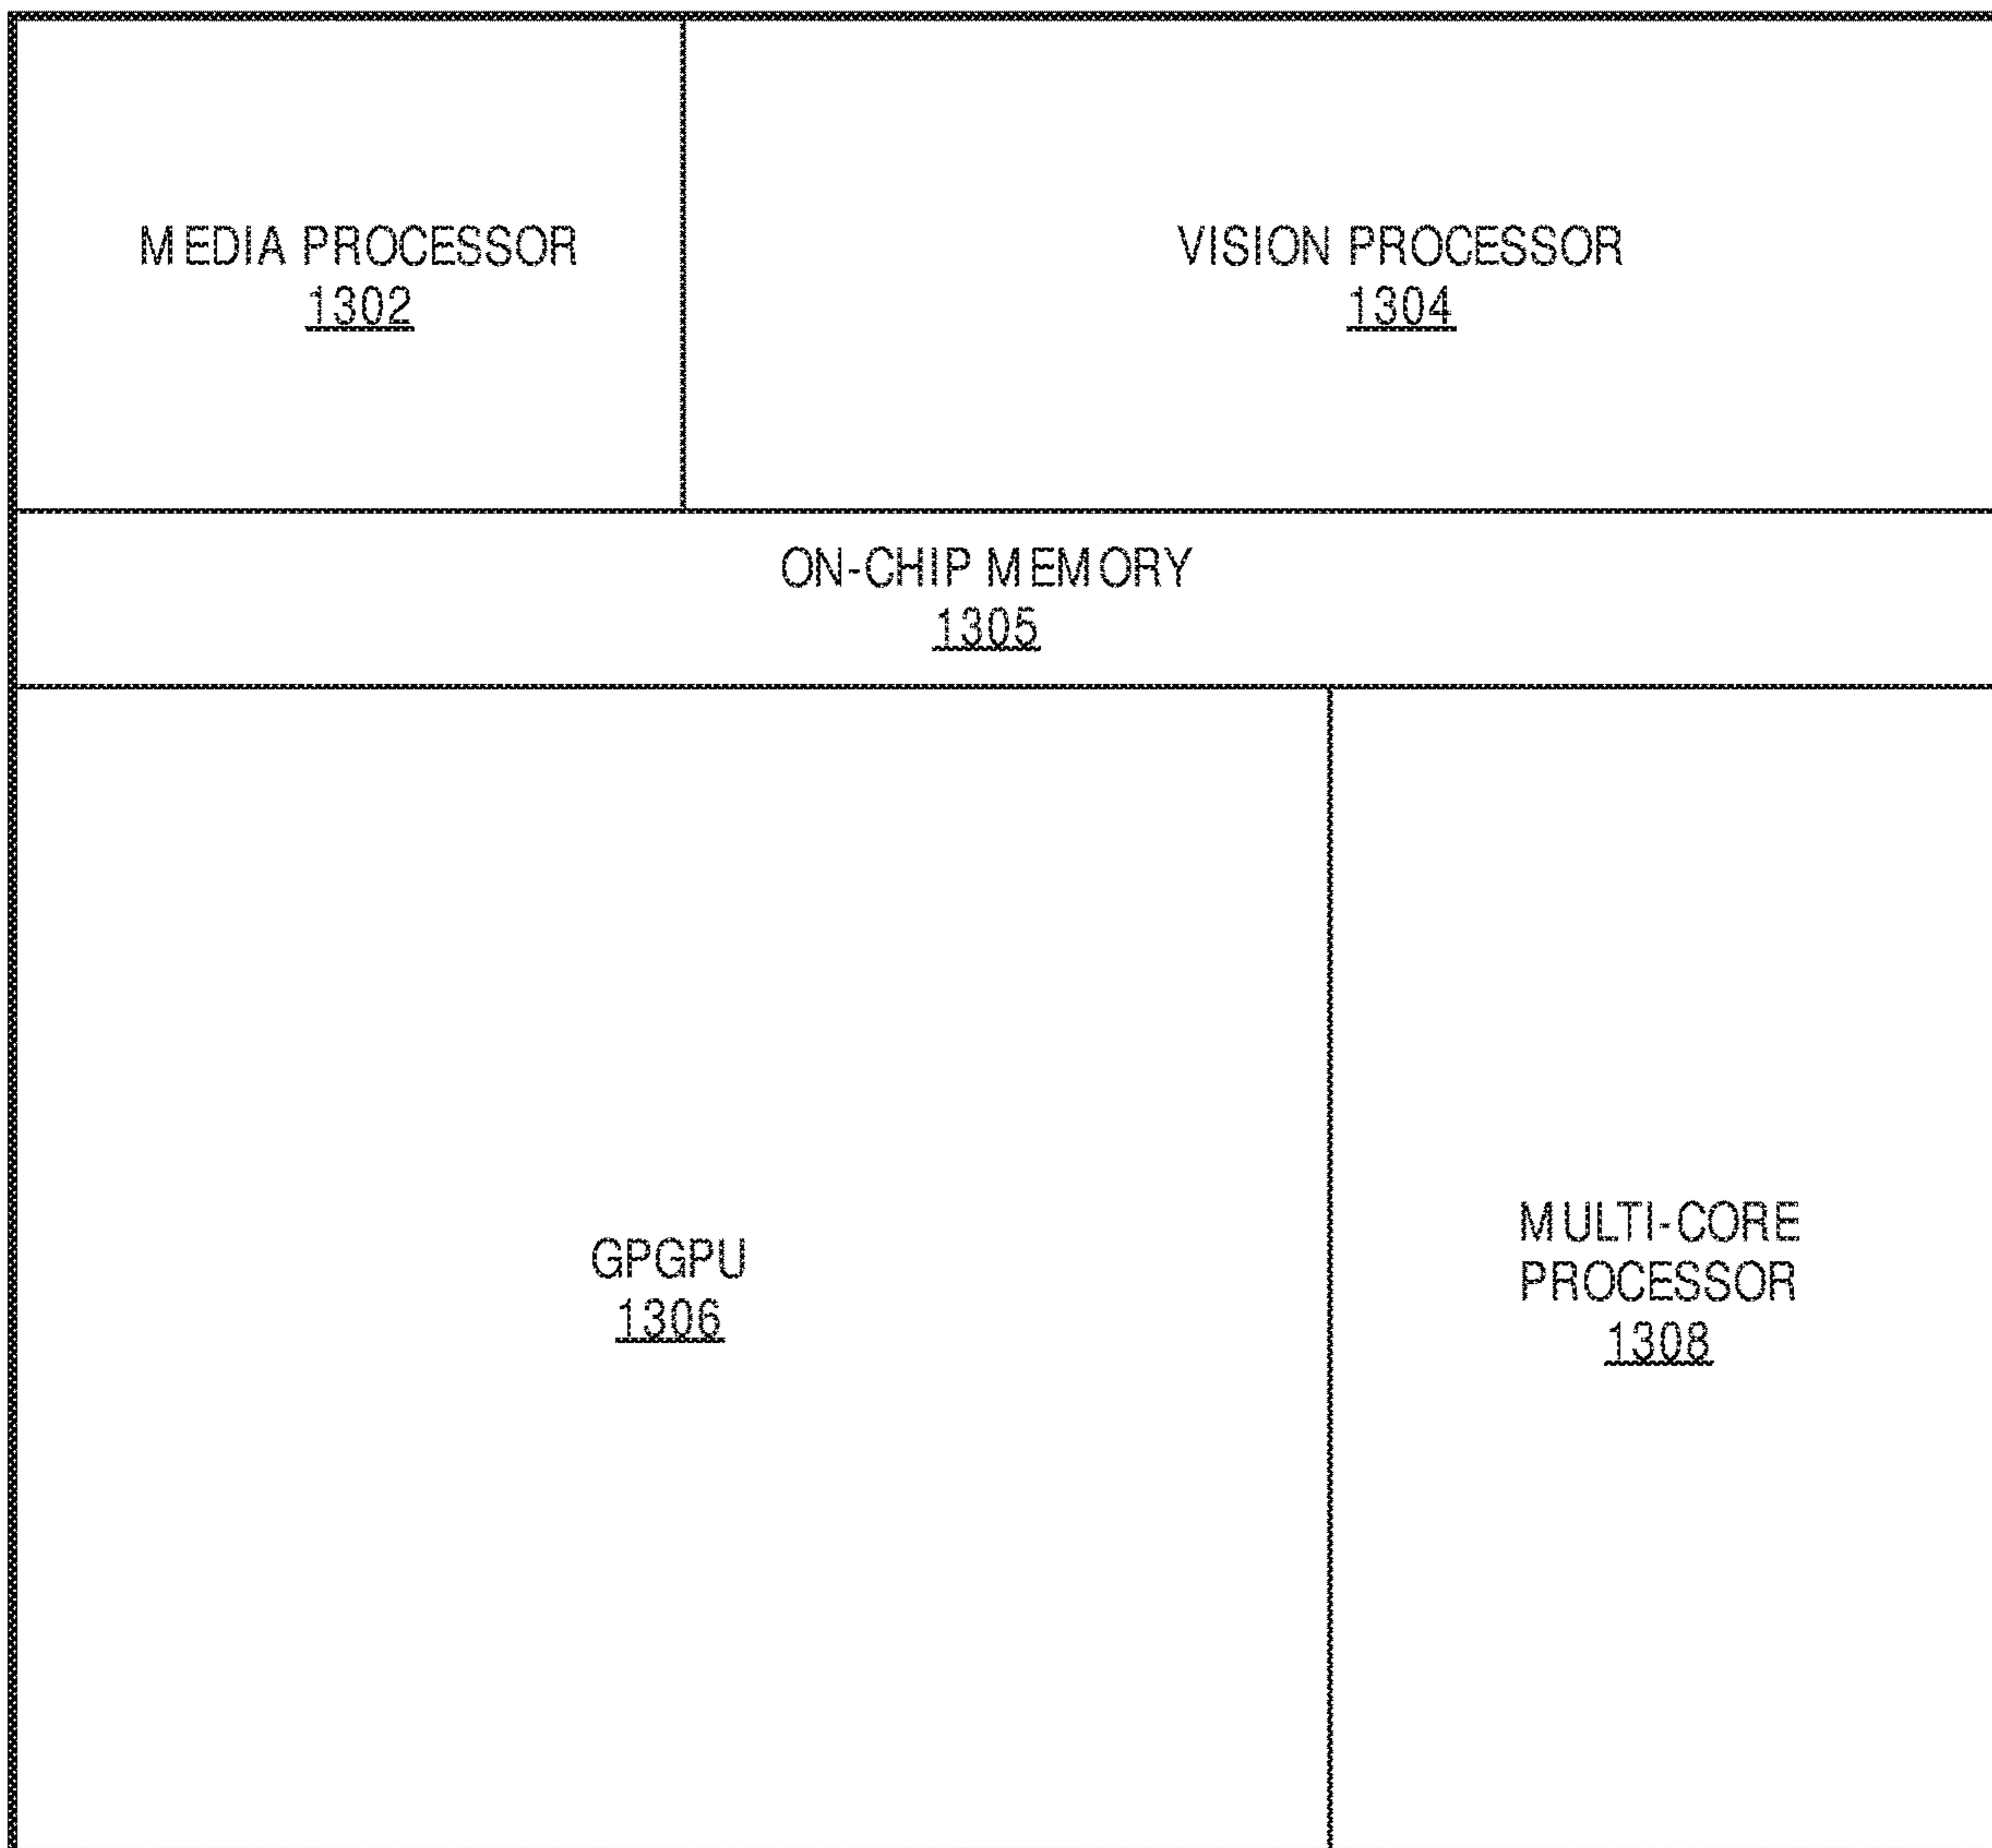 MEDIA PROCESSOR
1302
VISION PROCESSOR
1304
ON-CHIP MEMORY
1305
GPGPU
1306
MULTI-CORE
PROCESSOR
1308